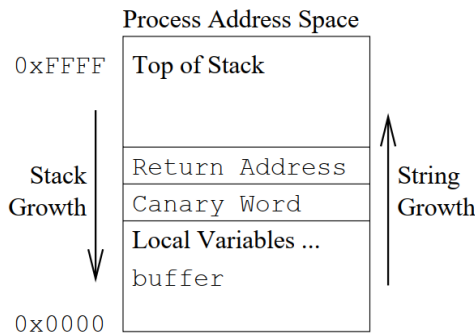 Process Address Space
0xFFFF
Top of Stack
Return Address
Stack
Growth
Canary Word
String
Growth
Local Variables ...
buffer
0x0000